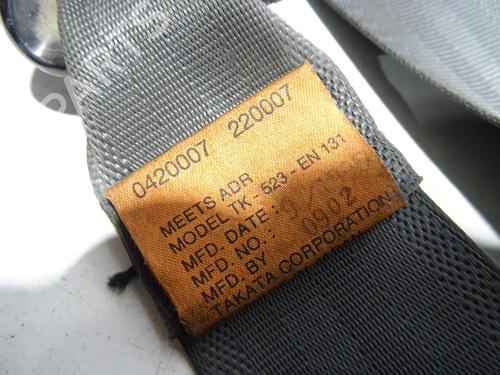 0420007 220007
MEETS ADR
MODEL TK - 523 - EN 131
MFD. DATE :
MFD. NO.: 0902
MFD. BY
TAKATA CORPORATION